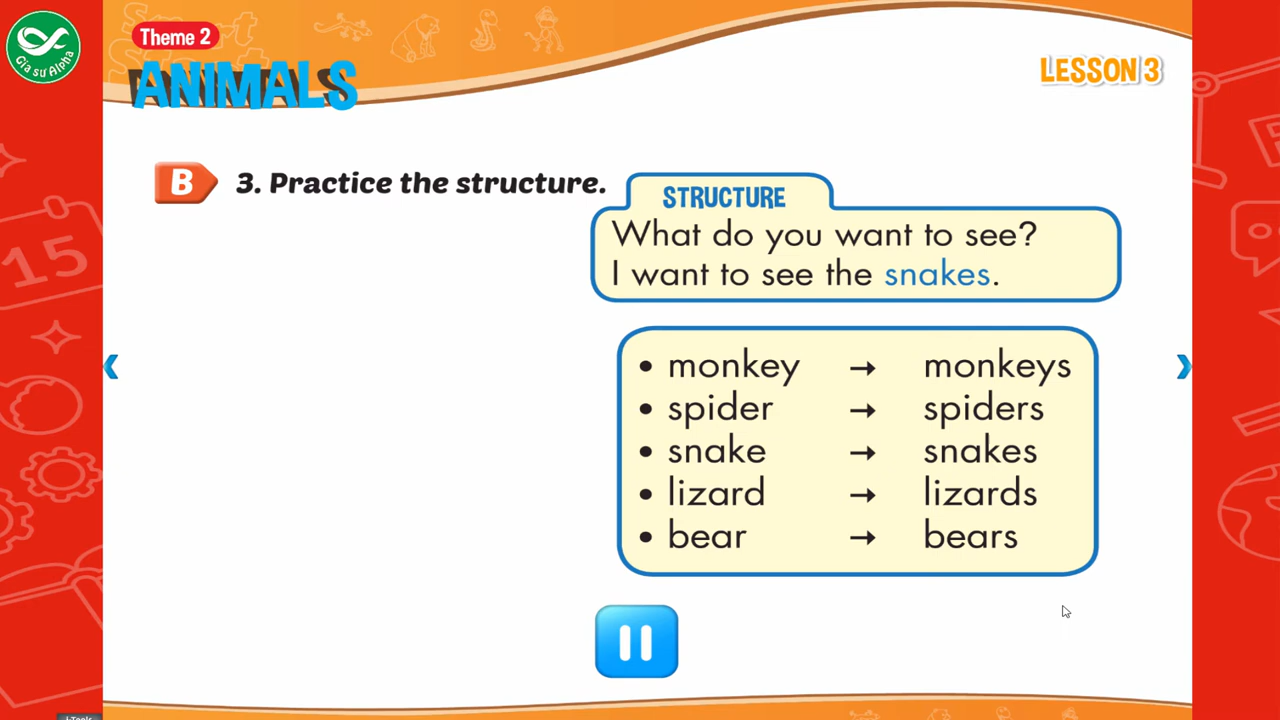 Gia sư Alpha
Theme 2
ANIMALS
LESSON 3
B 3. Practice the structure.
STRUCTURE
What do you want to see?
I want to see the snakes.
• monkey → monkeys
• spider → spiders
• snake → snakes
• lizard → lizards
• bear → bears
15